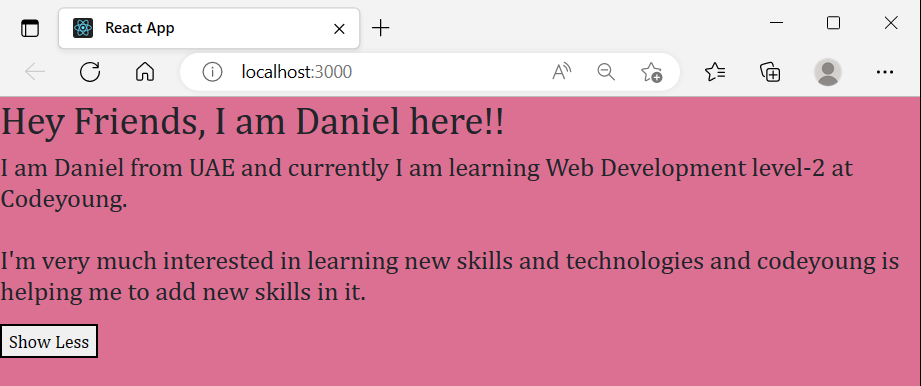 React App
localhost:3000
Hey Friends, I am Daniel here!!
I am Daniel from UAE and currently I am learning Web Development level-2 at
Codeyoung.
I'm very much interested in learning new skills and technologies and codeyoung is
helping me to add new skills in it.
Show Less